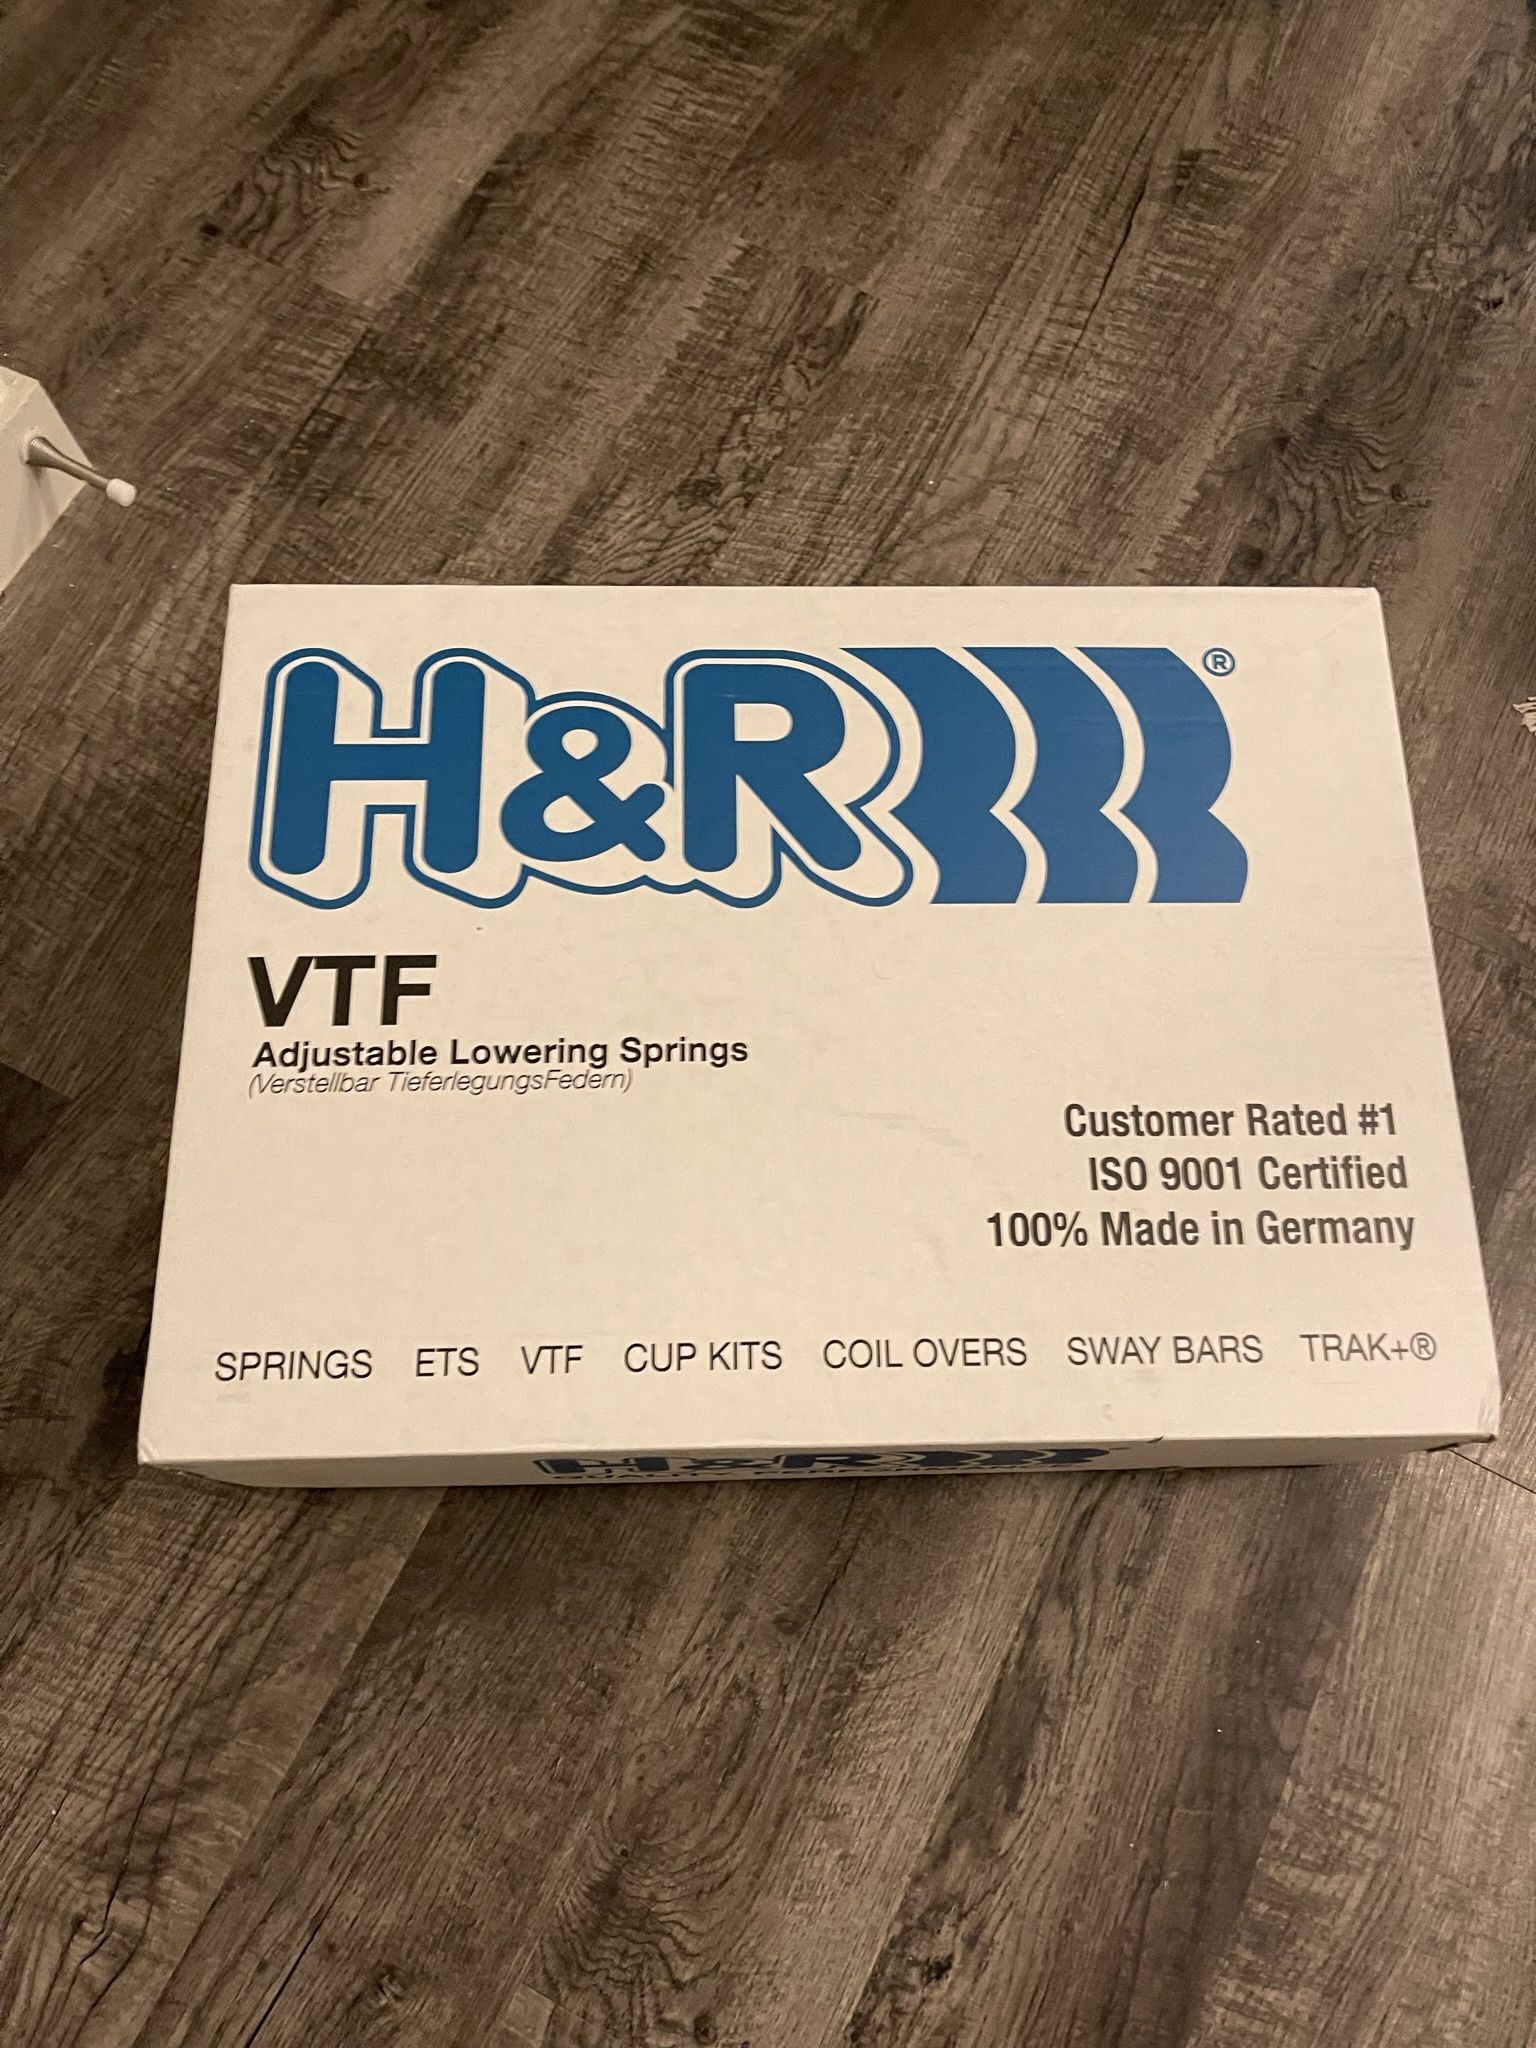 H&R®
VTF
Adjustable Lowering Springs
(Verstellbar TieferlegungsFedern)
Customer Rated #1
ISO 9001 Certified
100% Made in Germany
SPRINGS ETS VTF CUP KITS COIL OVERS SWAY BARS TRAK+®
H&R